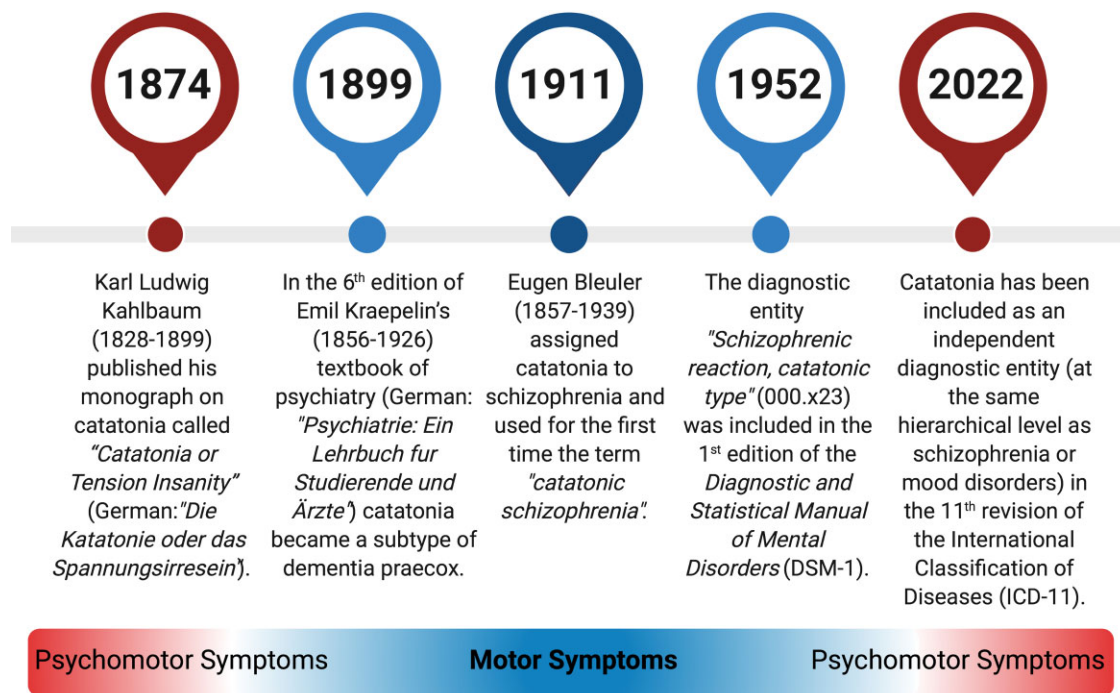 1874
1899
1911
1952
2022
Karl Ludwig
Kahlbaum
(1828-1899)
published his
monograph on
catatonia called
“Catatonia or
Tension Insanity”
(German:"Die
Katatonie oder das
Spannungsirresein").
In the 6th edition of
Emil Kraepelin’s
(1856-1926)
textbook of
psychiatry (German:
"Psychiatrie: Ein
Lehrbuch fur
Studierende und
Ärzte") catatonia
became a subtype of
dementia praecox.
Eugen Bleuler
(1857-1939)
assigned
catatonia to
schizophrenia and
used for the first
time the term
"catatonic
schizophrenia".
The diagnostic
entity
"Schizophrenic
reaction, catatonic
type" (000.x23)
was included in the
1st edition of the
Diagnostic and
Statistical Manual
of Mental
Disorders (DSM-1).
Catatonia has been
included as an
independent
diagnostic entity (at
the same
hierarchical level as
schizophrenia or
mood disorders) in
the 11th revision of
the International
Classification of
Diseases (ICD-11).
Psychomotor Symptoms
Motor Symptoms
Psychomotor Symptoms